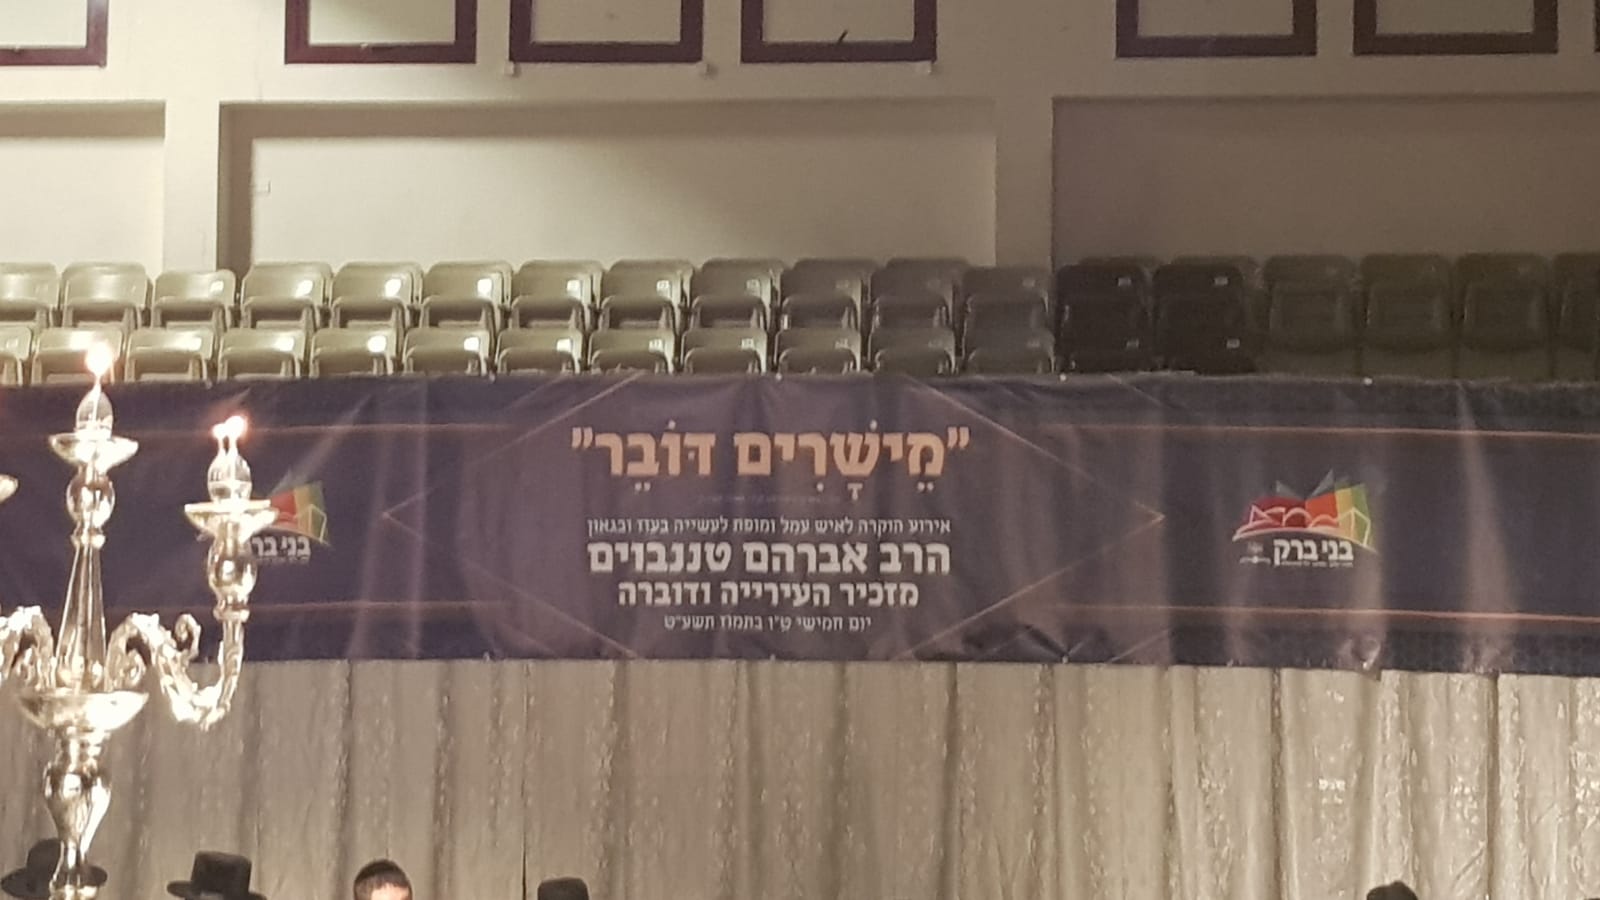 "מֵישָׁרִים דּוֹבֵר"
אירוע הוקרה לאיש עמל ומופת לעשייה בעוז ובגאון
הרב אברהם טננבוים
מזכיר העירייה ודוברה
יום חמישי ט"ו בתמוז תשע"ט
בני ברק
בני ברק